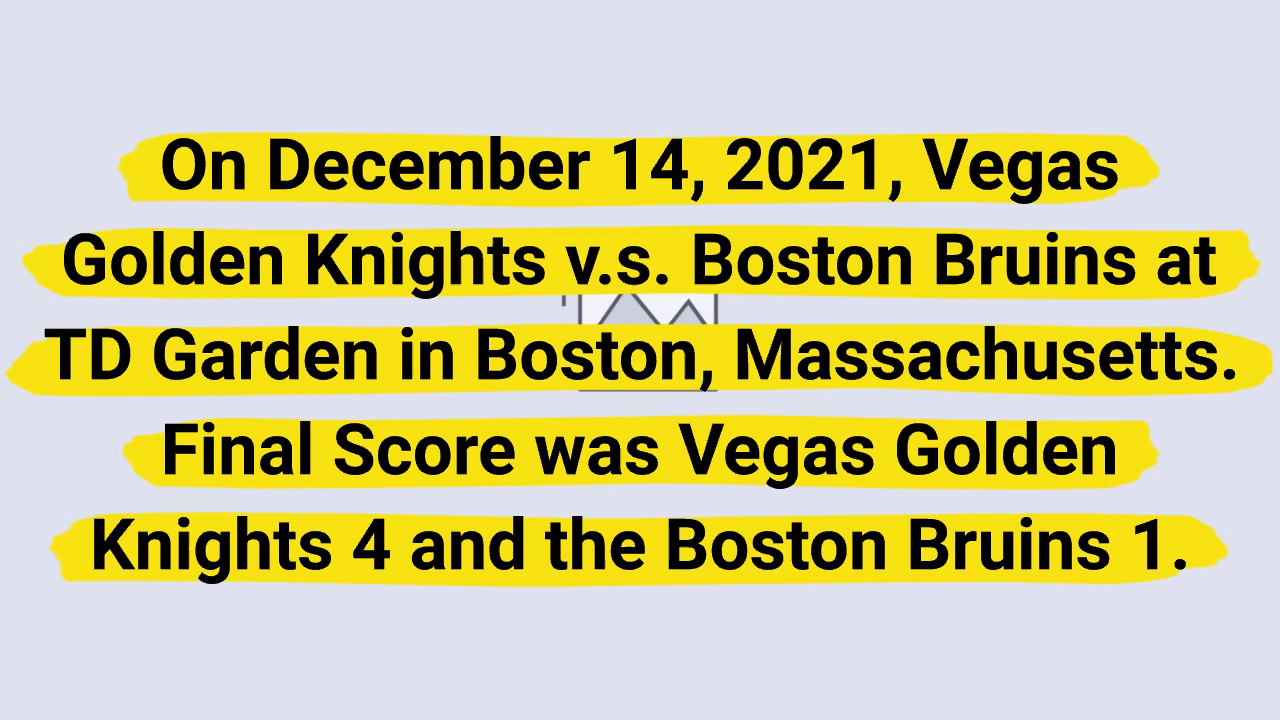 On December 14, 2021, Vegas
Golden Knights v.s. Boston Bruins at
TD Garden in Boston, Massachusetts.
Final Score was Vegas Golden
Knights 4 and the Boston Bruins 1.